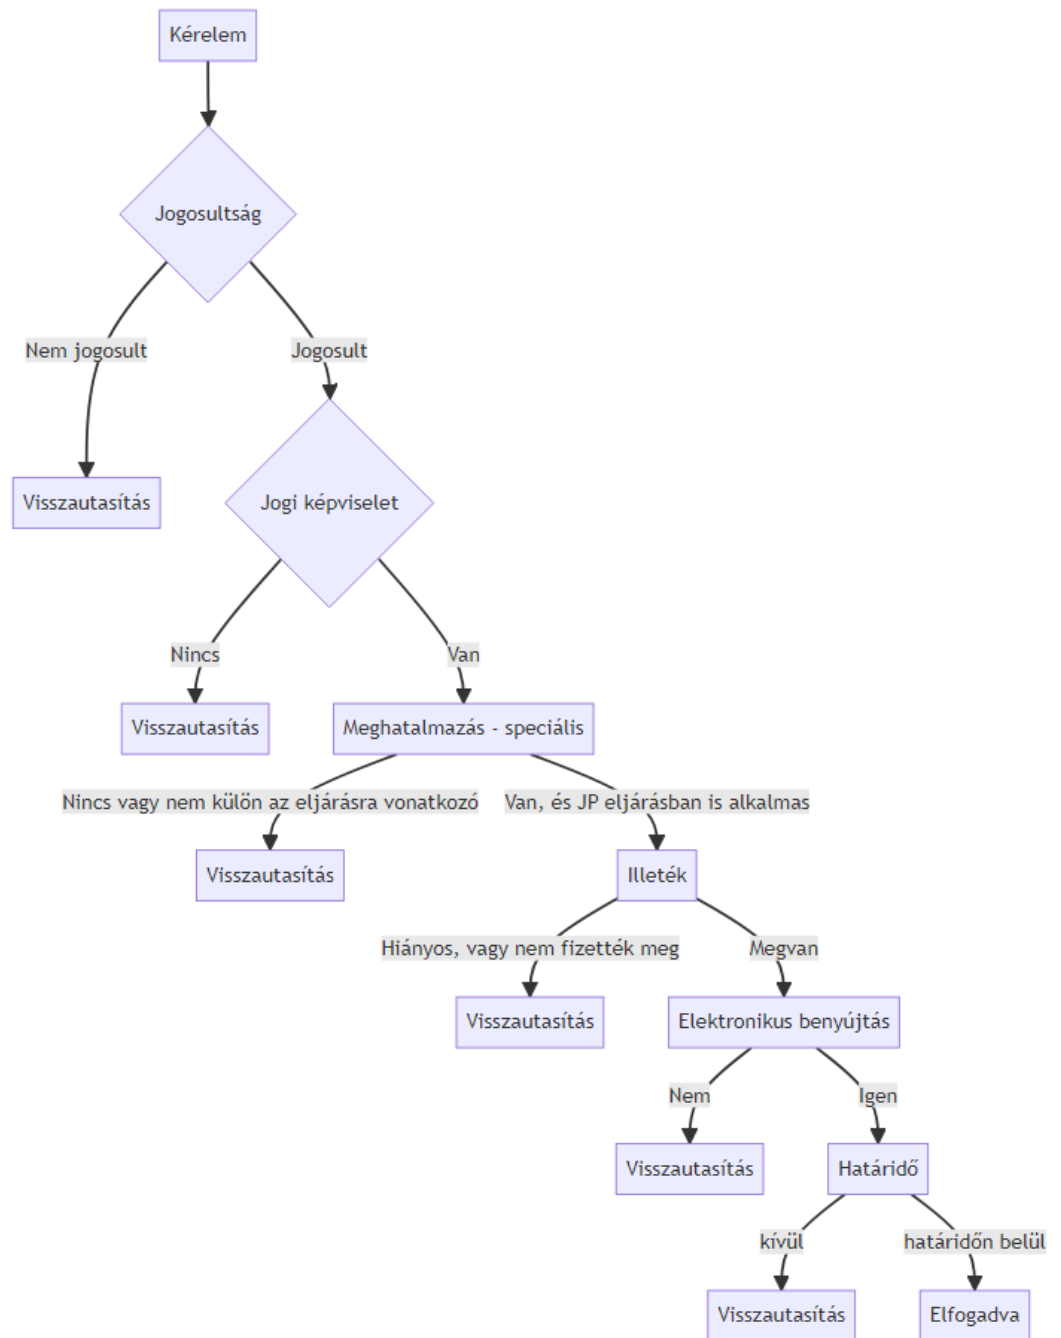 Kérelem
Jogosultság
Nem jogosult
Jogosult
Visszautasítás
Jogi képviselet
Nincs
Van
Visszautasítás
Meghatalmazás - speciális
Nincs vagy nem külön az eljárásra vonatkozó
Van, és JP eljárásban is alkalmas
Visszautasítás
Illeték
Hiányos, vagy nem fizették meg
Megvan
Visszautasítás
Elektronikus benyújtás
Nem
Igen
Visszautasítás
Határidő
kívül
határidőn belül
Visszautasítás
Elfogadva